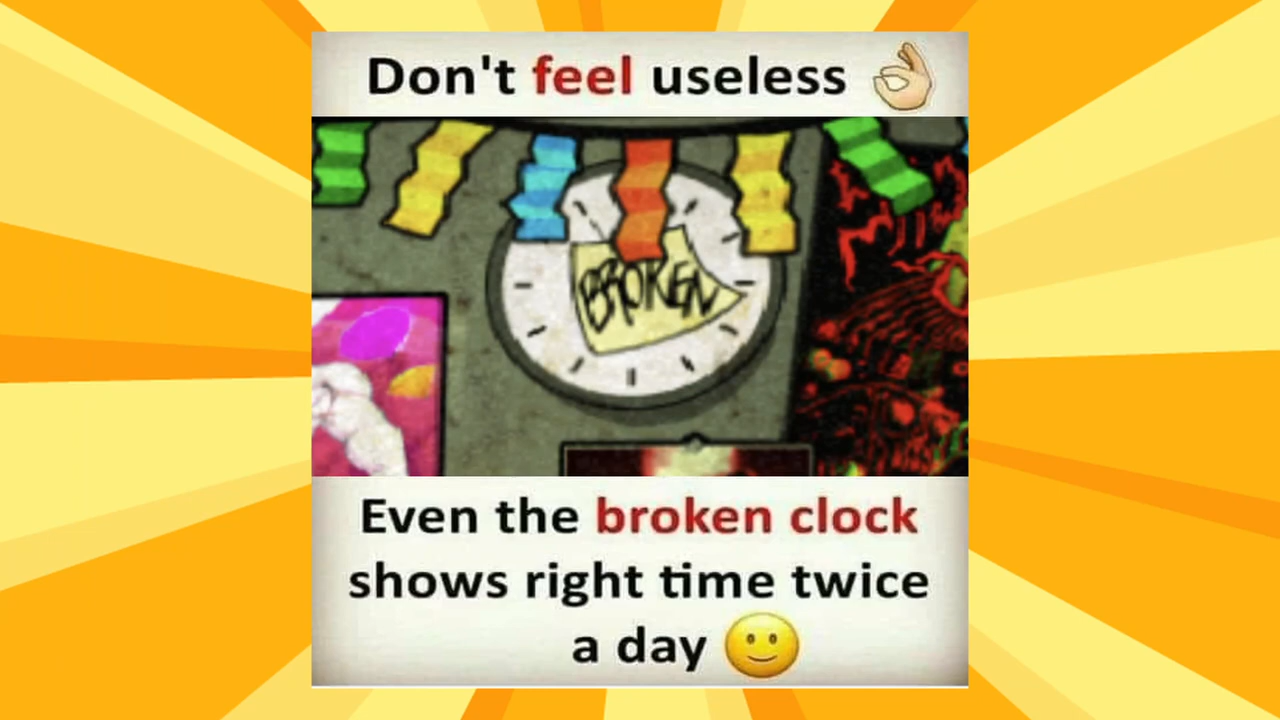 Don't feel useless 👌🏻
BROKEN
Even the broken clock
shows right time twice
a day 🙂